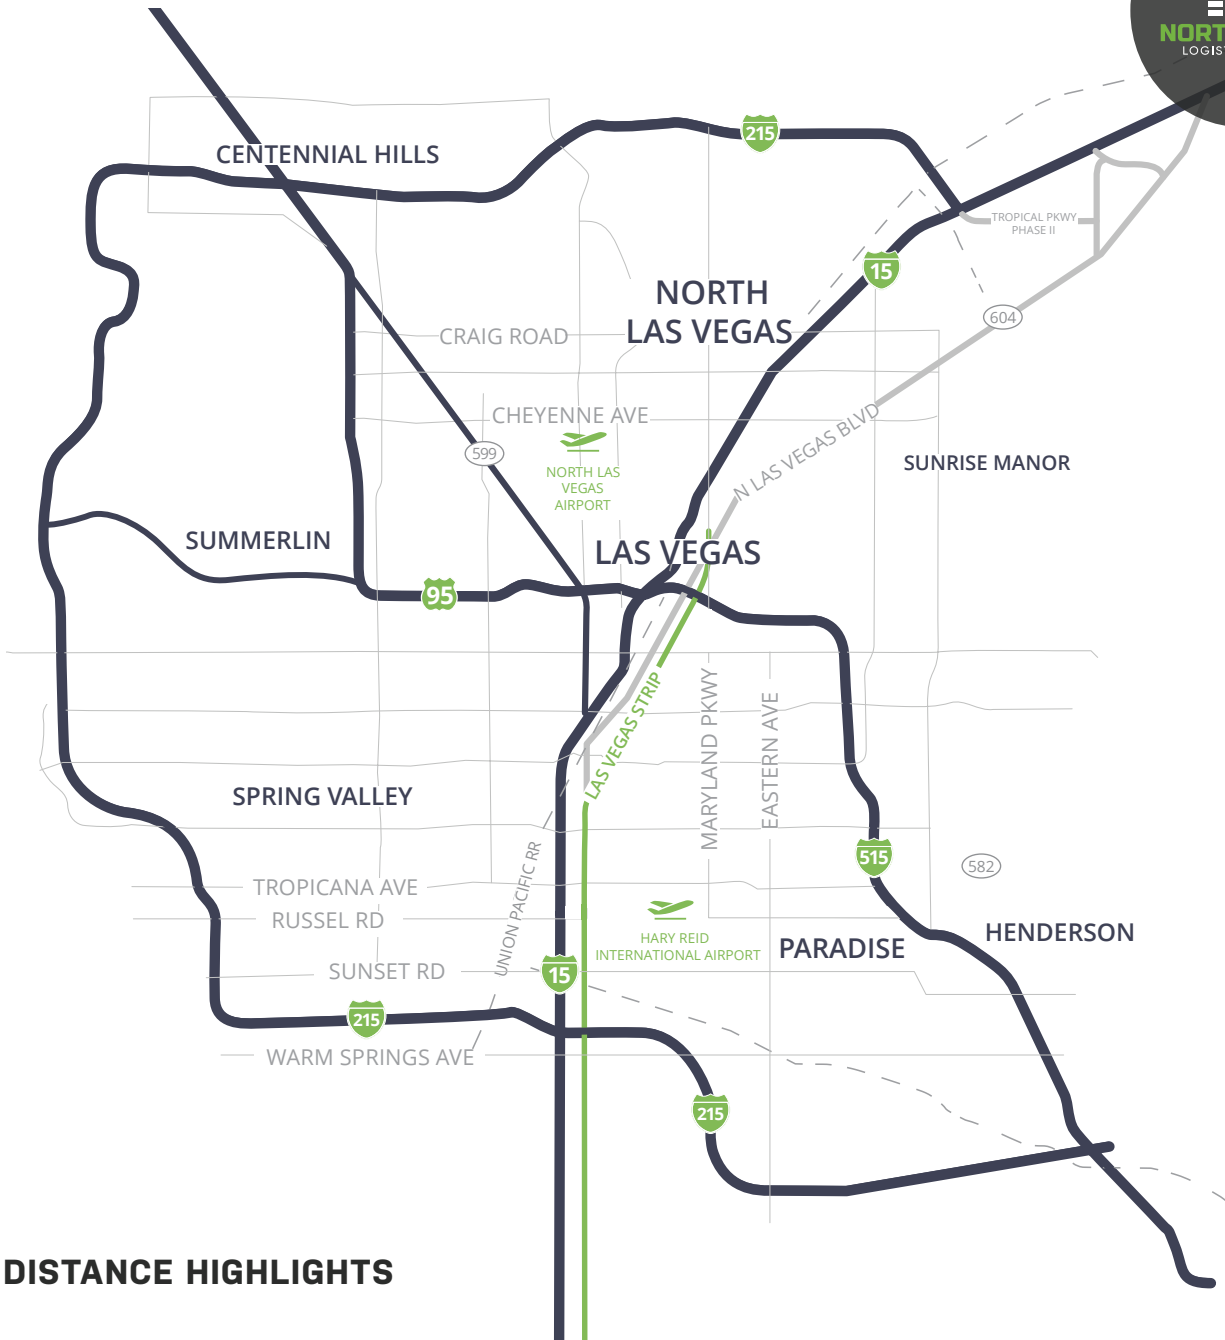 NORT
LOGIS
215
CENTENNIAL HILLS
TROPICAL PKWY
PHASE II
15
NORTH
LAS VEGAS
604
CRAIG ROAD
CHEYENNE AVE
N LAS VEGAS BLVD
599
NORTH LAS
VEGAS
AIRPORT
SUNRISE MANOR
SUMMERLIN
LAS VEGAS
95
LAS VEGAS STRIP
MARYLAND PKWY
EASTERN AVE
SPRING VALLEY
UNION PACIFIC RR
515
582
TROPICANA AVE
RUSSEL RD
HARY REID
INTERNATIONAL AIRPORT
PARADISE
HENDERSON
SUNSET RD
15
215
WARM SPRINGS AVE
215
DISTANCE HIGHLIGHTS